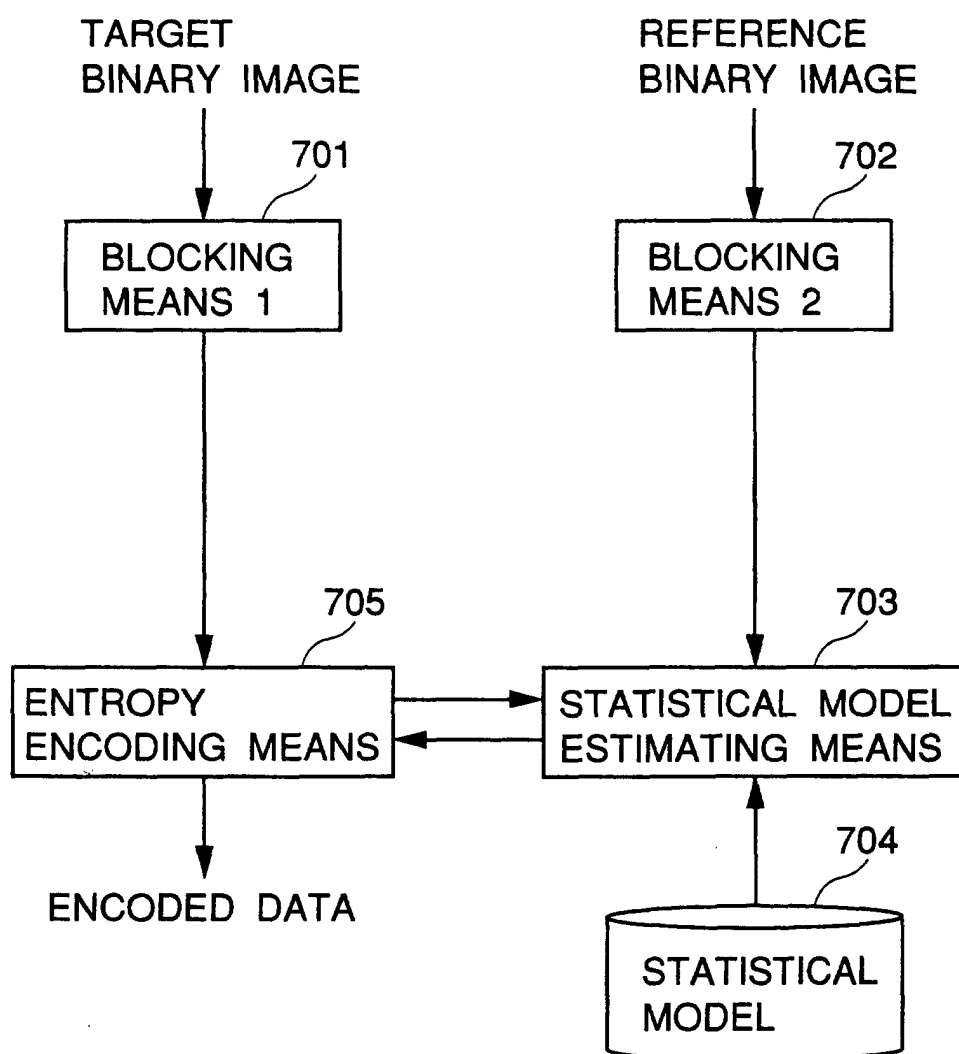 TARGET
BINARY IMAGE
REFERENCE
BINARY IMAGE
701
702
BLOCKING
MEANS 1
BLOCKING
MEANS 2
705
703
ENTROPY
ENCODING MEANS
STATISTICAL MODEL
ESTIMATING MEANS
704
ENCODED DATA
STATISTICAL
MODEL